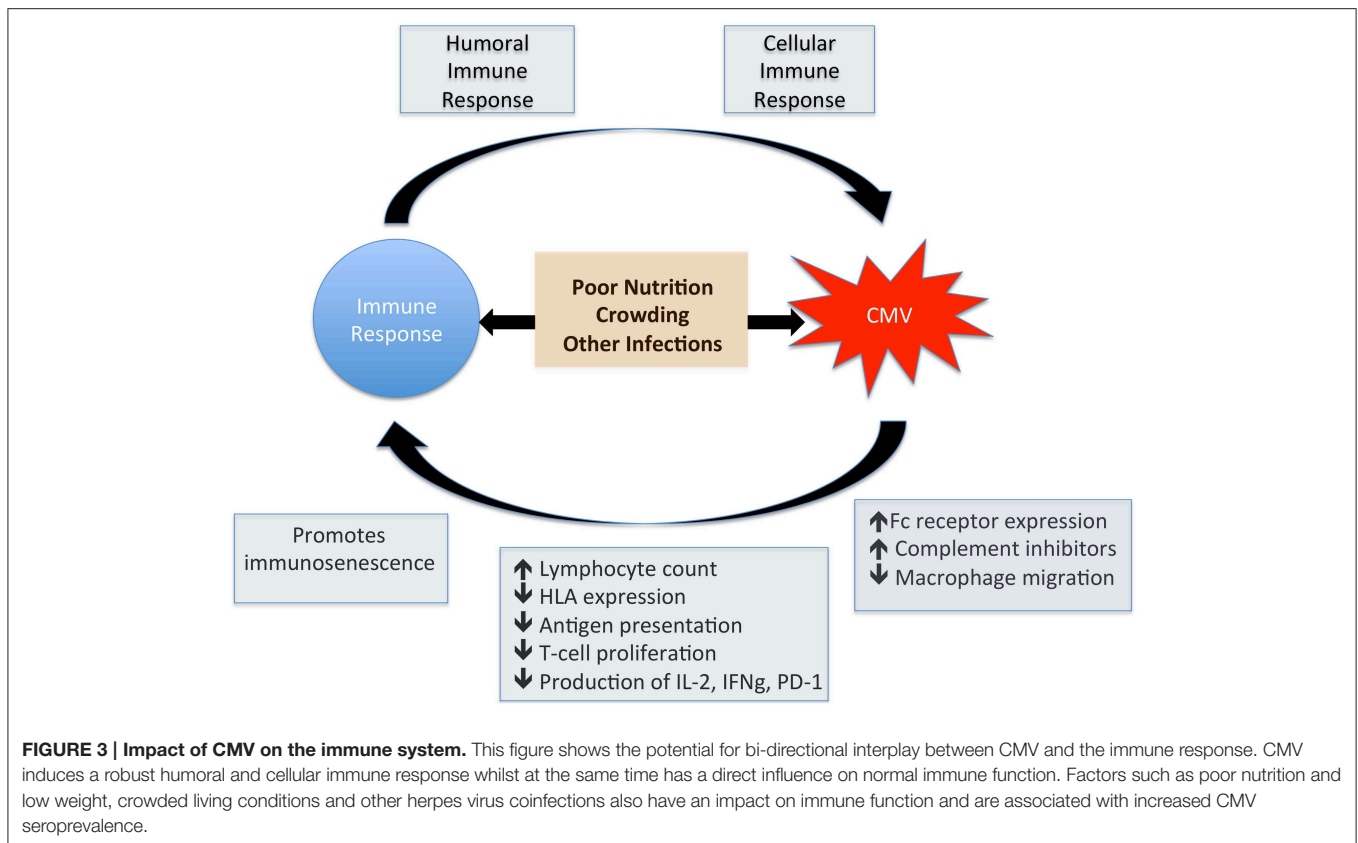 Humoral
Immune
Response
Cellular
Immune
Response
Immune
Response
Poor Nutrition
Crowding
Other Infections
CMV
Promotes
immunosenescence
↑ Lymphocyte count
↓ HLA expression
↓ Antigen presentation
↓ T-cell proliferation
↓ Production of IL-2, IFNg, PD-1
↑Fc receptor expression
↑ Complement inhibitors
↓ Macrophage migration
FIGURE 3 | Impact of CMV on the immune system. This figure shows the potential for bi-directional interplay between CMV and the immune response. CMV
induces a robust humoral and cellular immune response whilst at the same time has a direct influence on normal immune function. Factors such as poor nutrition and
low weight, crowded living conditions and other herpes virus coinfections also have an impact on immune function and are associated with increased CMV
seroprevalence.